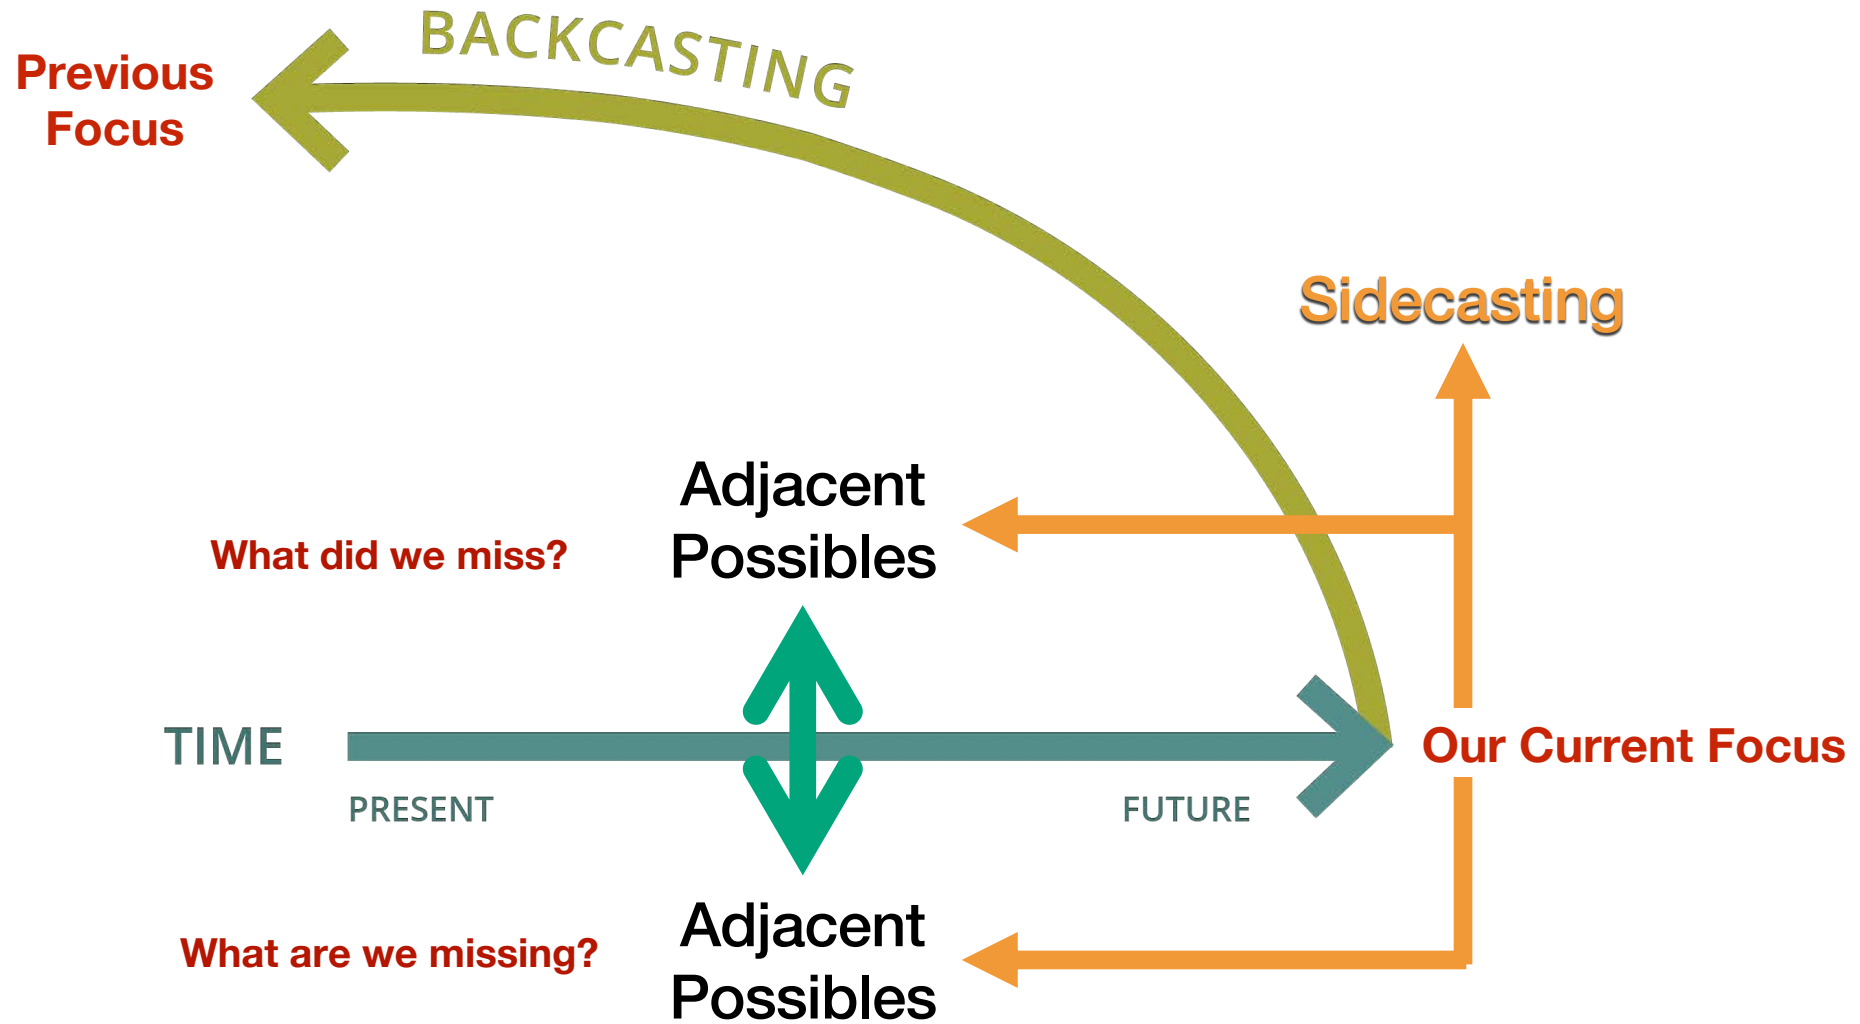 BACKCASTING
Previous
Focus
Sidecasting
Adjacent
Possibles
What did we miss?
TIME
Our Current Focus
PRESENT
FUTURE
Adjacent
Possibles
What are we missing?